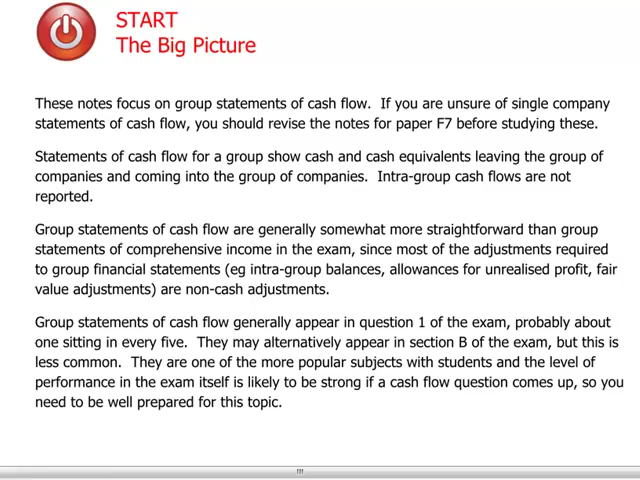 START
The Big Picture
These notes focus on group statements of cash flow.  If you are unsure of single company
statements of cash flow, you should revise the notes for paper F7 before studying these.
Statements of cash flow for a group show cash and cash equivalents leaving the group of
companies and coming into the group of companies.  Intra-group cash flows are not
reported.
Group statements of cash flow are generally somewhat more straightforward than group
statements of comprehensive income in the exam, since most of the adjustments required
to group financial statements (eg intra-group balances, allowances for unrealised profit, fair
value adjustments) are non-cash adjustments.
Group statements of cash flow generally appear in question 1 of the exam, probably about
one sitting in every five.  They may alternatively appear in section B of the exam, but this is
less common.  They are one of the more popular subjects with students and the level of
performance in the exam itself is likely to be strong if a cash flow question comes up, so you
need to be well prepared for this topic.